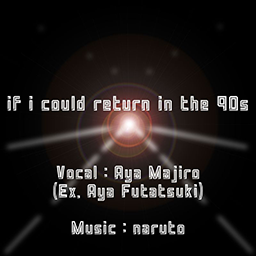 if i could return in the 90s
Vocal : Aya Majiro
(Ex. Aya Futatsuki)
Music : naruto